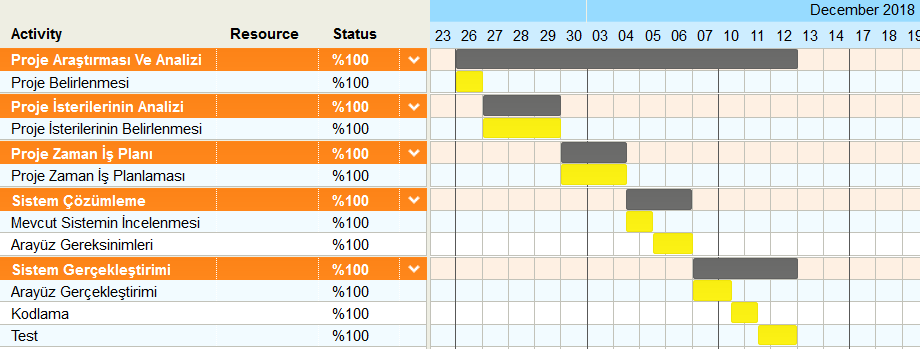 December 2018
Activity Resource Status 23 26 27 28 29 30 03 04 05 06 07 10 11 12 13 14 17 18 19
Proje Araştırması Ve Analizi %100
Proje Belirlenmesi %100
Proje İsterilerinin Analizi %100
Proje İsterilerinin Belirlenmesi %100
Proje Zaman İş Planı %100
Proje Zaman İş Planlaması %100
Sistem Çözümleme %100
Mevcut Sistemin İncelenmesi %100
Arayüz Gereksinimleri %100
Sistem Gerçekleştirimi %100
Arayüz Gerçekleştirimi %100
Kodlama %100
Test %100